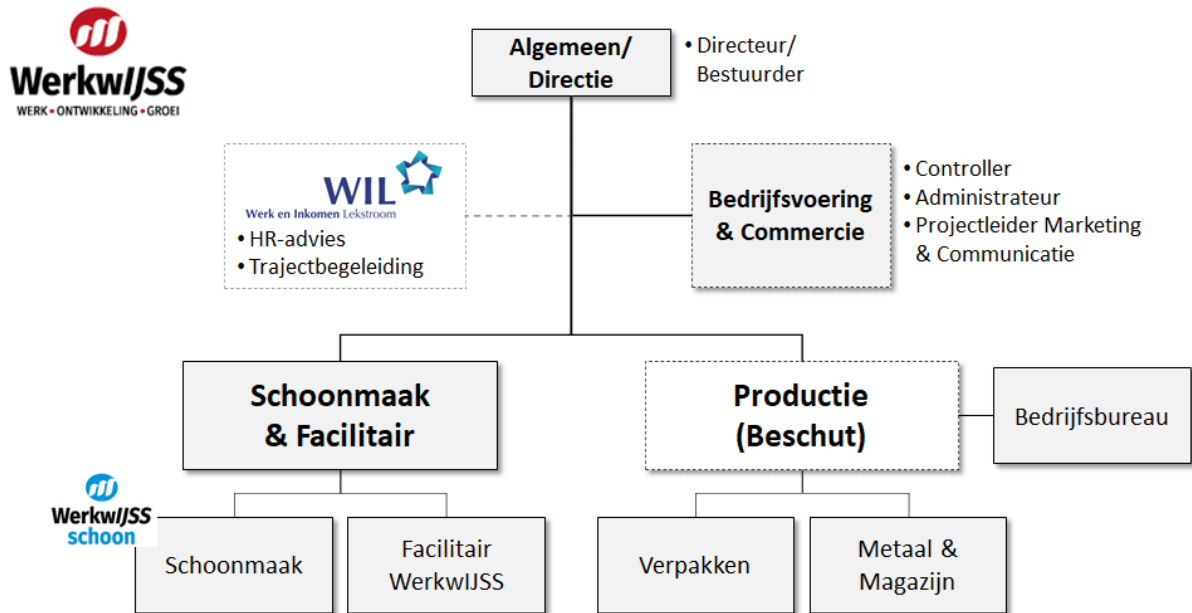 WerkwIJSS
WERK • ONTWIKKELING • GROEI
Algemeen/
Directie
• Directeur/
Bestuurder
WIL
Werk en Inkomen Lekstroom
• HR-advies
• Trajectbegeleiding
Bedrijfsvoering
& Commercie
• Controller
• Administrateur
• Projectleider Marketing
& Communicatie
Schoonmaak
& Facilitair
Productie
(Beschut)
Bedrijfsbureau
WerkwIJSS
schoon
Schoonmaak
Facilitair
WerkwIJSS
Verpakken
Metaal &
Magazijn